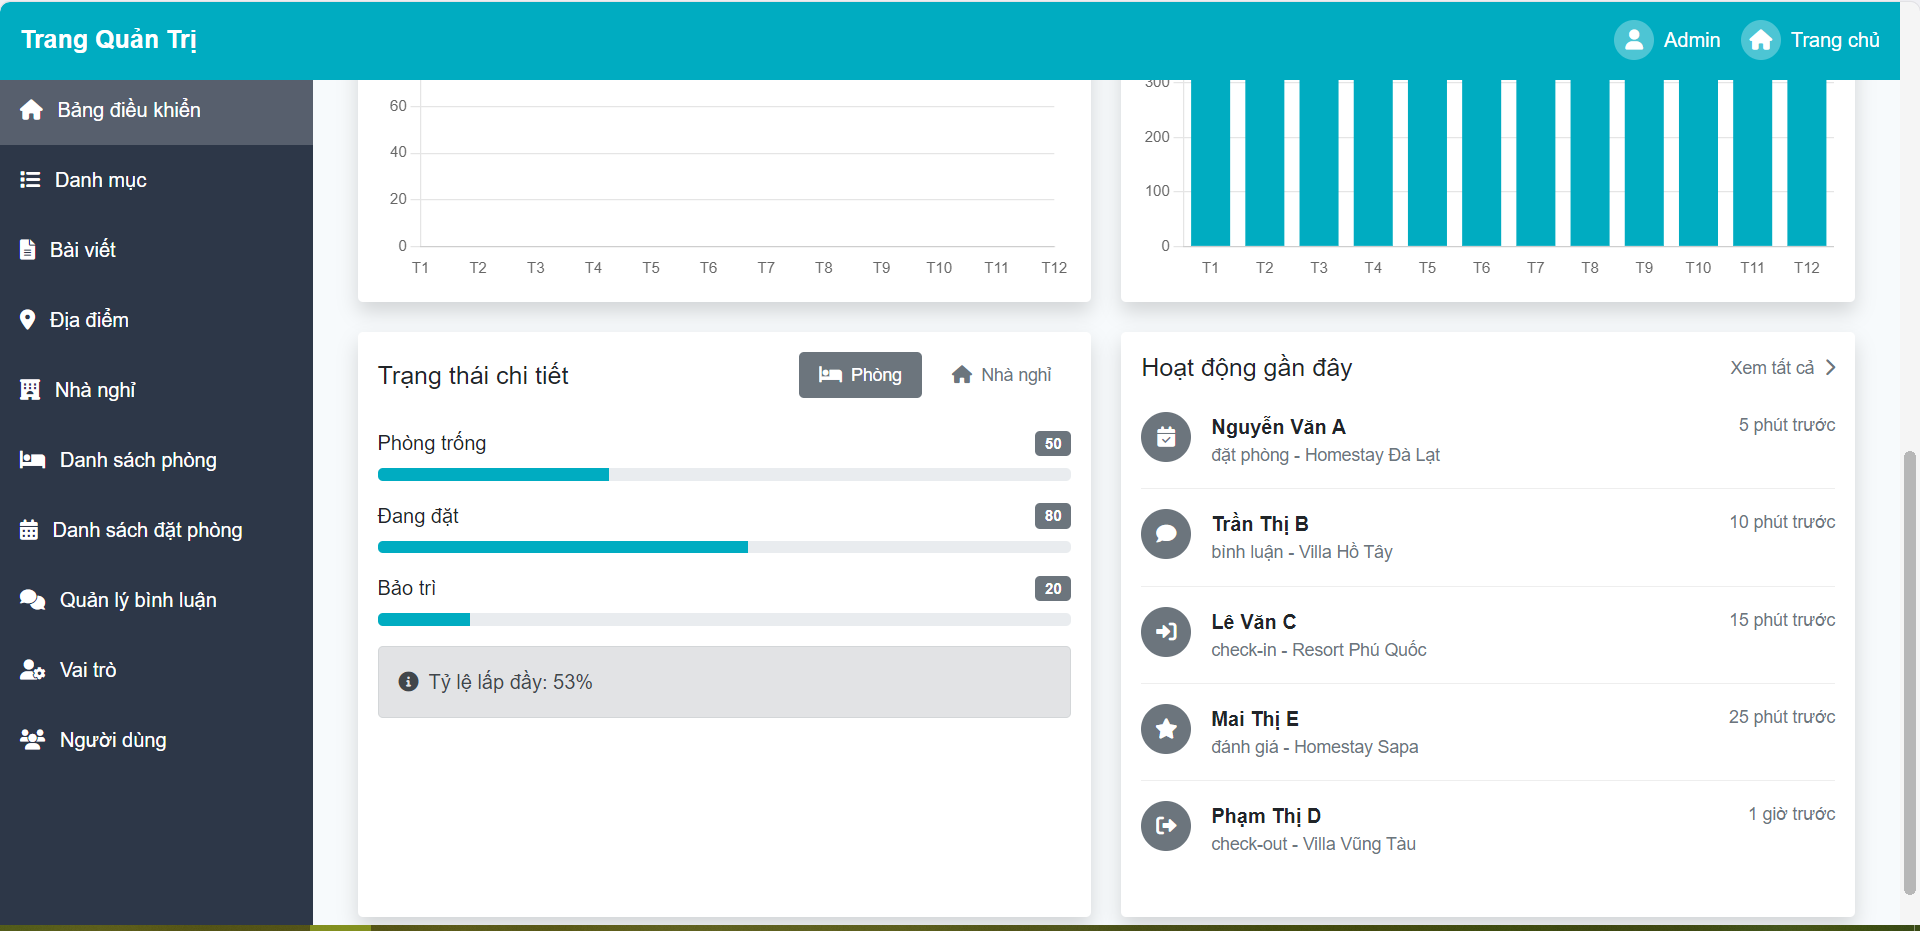 Trang Quản Trị
Admin
Trang chủ
Bảng điều khiển
Danh mục
Bài viết
Địa điểm
Nhà nghỉ
Danh sách phòng
Danh sách đặt phòng
Quản lý bình luận
Vai trò
Người dùng
60
40
20
0
T1 T2 T3 T4 T5 T6 T7 T8 T9 T10 T11 T12
300
200
100
0
T1 T2 T3 T4 T5 T6 T7 T8 T9 T10 T11 T12
Trạng thái chi tiết
Phòng
Nhà nghỉ
Phòng trống 50
Đang đặt 80
Bảo trì 20
Tỷ lệ lấp đầy: 53%
Hoạt động gần đây
Xem tất cả
Nguyễn Văn A 5 phút trước
đặt phòng - Homestay Đà Lạt
Trần Thị B 10 phút trước
bình luận - Villa Hồ Tây
Lê Văn C 15 phút trước
check-in - Resort Phú Quốc
Mai Thị E 25 phút trước
đánh giá - Homestay Sapa
Phạm Thị D 1 giờ trước
check-out - Villa Vũng Tàu